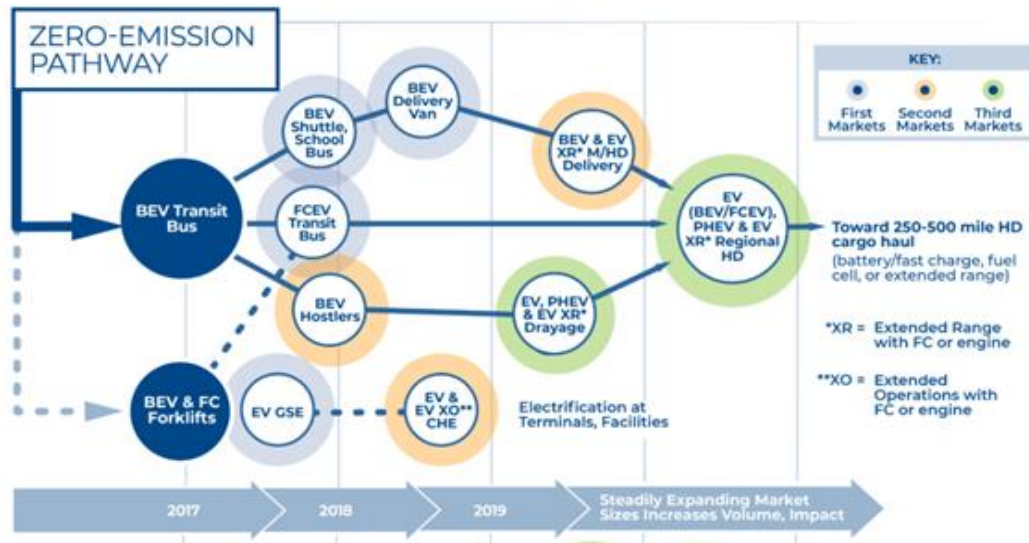 ZERO-EMISSION
PATHWAY
KEY:
First
Markets
Second
Markets
Third
Markets
BEV
Delivery
Van
BEV
Shuttle,
School
Bus
BEV & EV
XR* M/HD
Delivery
BEV Transit
Bus
FCEV
Transit
Bus
EV
(BEV/FCEV),
PHEV & EV
XR* Regional
HD
Toward 250-500 mile HD
cargo haul
(battery/fast charge, fuel
cell, or extended range)
BEV
Hostlers
EV, PHEV
& EV XR*
Drayage
*XR = Extended Range
with FC or engine
**XO = Extended
Operations with
FC or engine
BEV & FC
Forklifts
EV GSE
EV &
EV XO**
CHE
Electrification at
Terminals, Facilities
2017
2018
2019
Steadily Expanding Market
Sizes Increases Volume, Impact